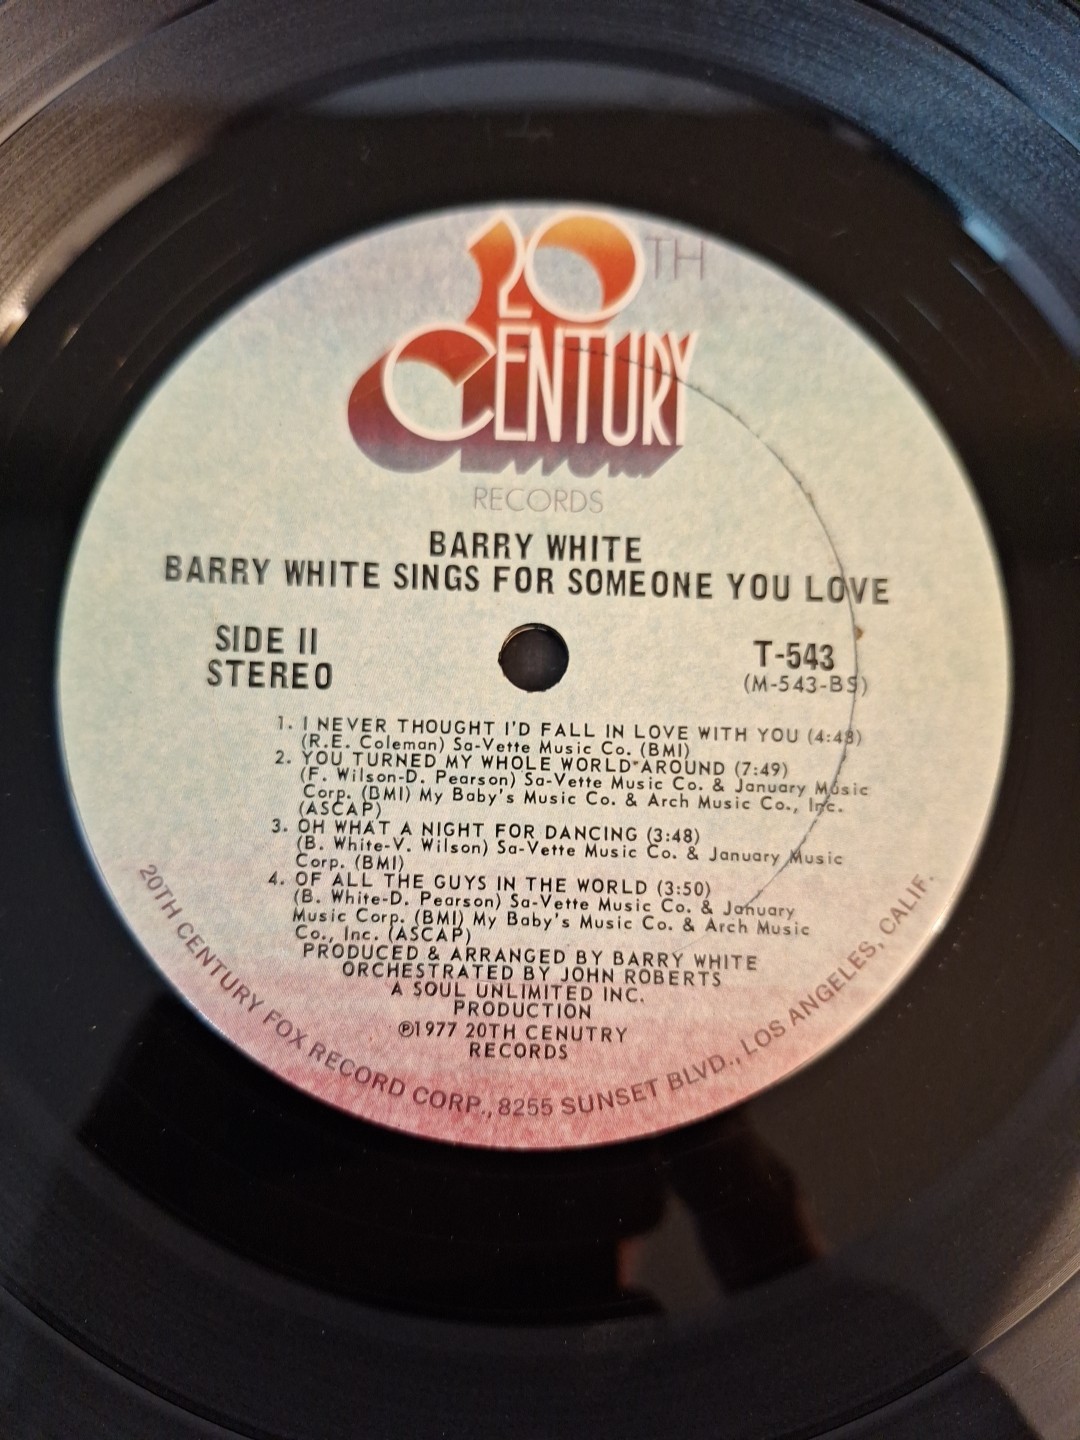 20TH
CENTURY
RECORDS
BARRY WHITE
BARRY WHITE SINGS FOR SOMEONE YOU LOVE
SIDE II
STEREO
T-543
(M-543-BS)
1. I NEVER THOUGHT I'D FALL IN LOVE WITH YOU (4:48)
(R.E. Coleman) Sa-Vette Music Co. (BMI)
2. YOU TURNED MY WHOLE WORLD AROUND (7:49)
(F. Wilson-D. Pearson) Sa-Vette Music Co. & January Music
Corp. (BMI) My Baby's Music Co. & Arch Music Co., Inc.
(ASCAP)
3. OH WHAT A NIGHT FOR DANCING (3:48)
(B. White-V. Wilson) Sa-Vette Music Co. & January Music
Corp. (BMI)
4. OF ALL THE GUYS IN THE WORLD (3:50)
(B. White-D. Pearson) Sa-Vette Music Co. & January
Music Corp. (BMI) My Baby's Music Co. & Arch Music
Co., Inc. (ASCAP)
PRODUCED & ARRANGED BY BARRY WHITE
ORCHESTRATED BY JOHN ROBERTS
A SOUL UNLIMITED INC.
PRODUCTION
℗1977 20TH CENUTRY
RECORDS
20TH CENTURY FOX RECORD CORP., 8255 SUNSET BLVD., LOS ANGELES, CALIF.